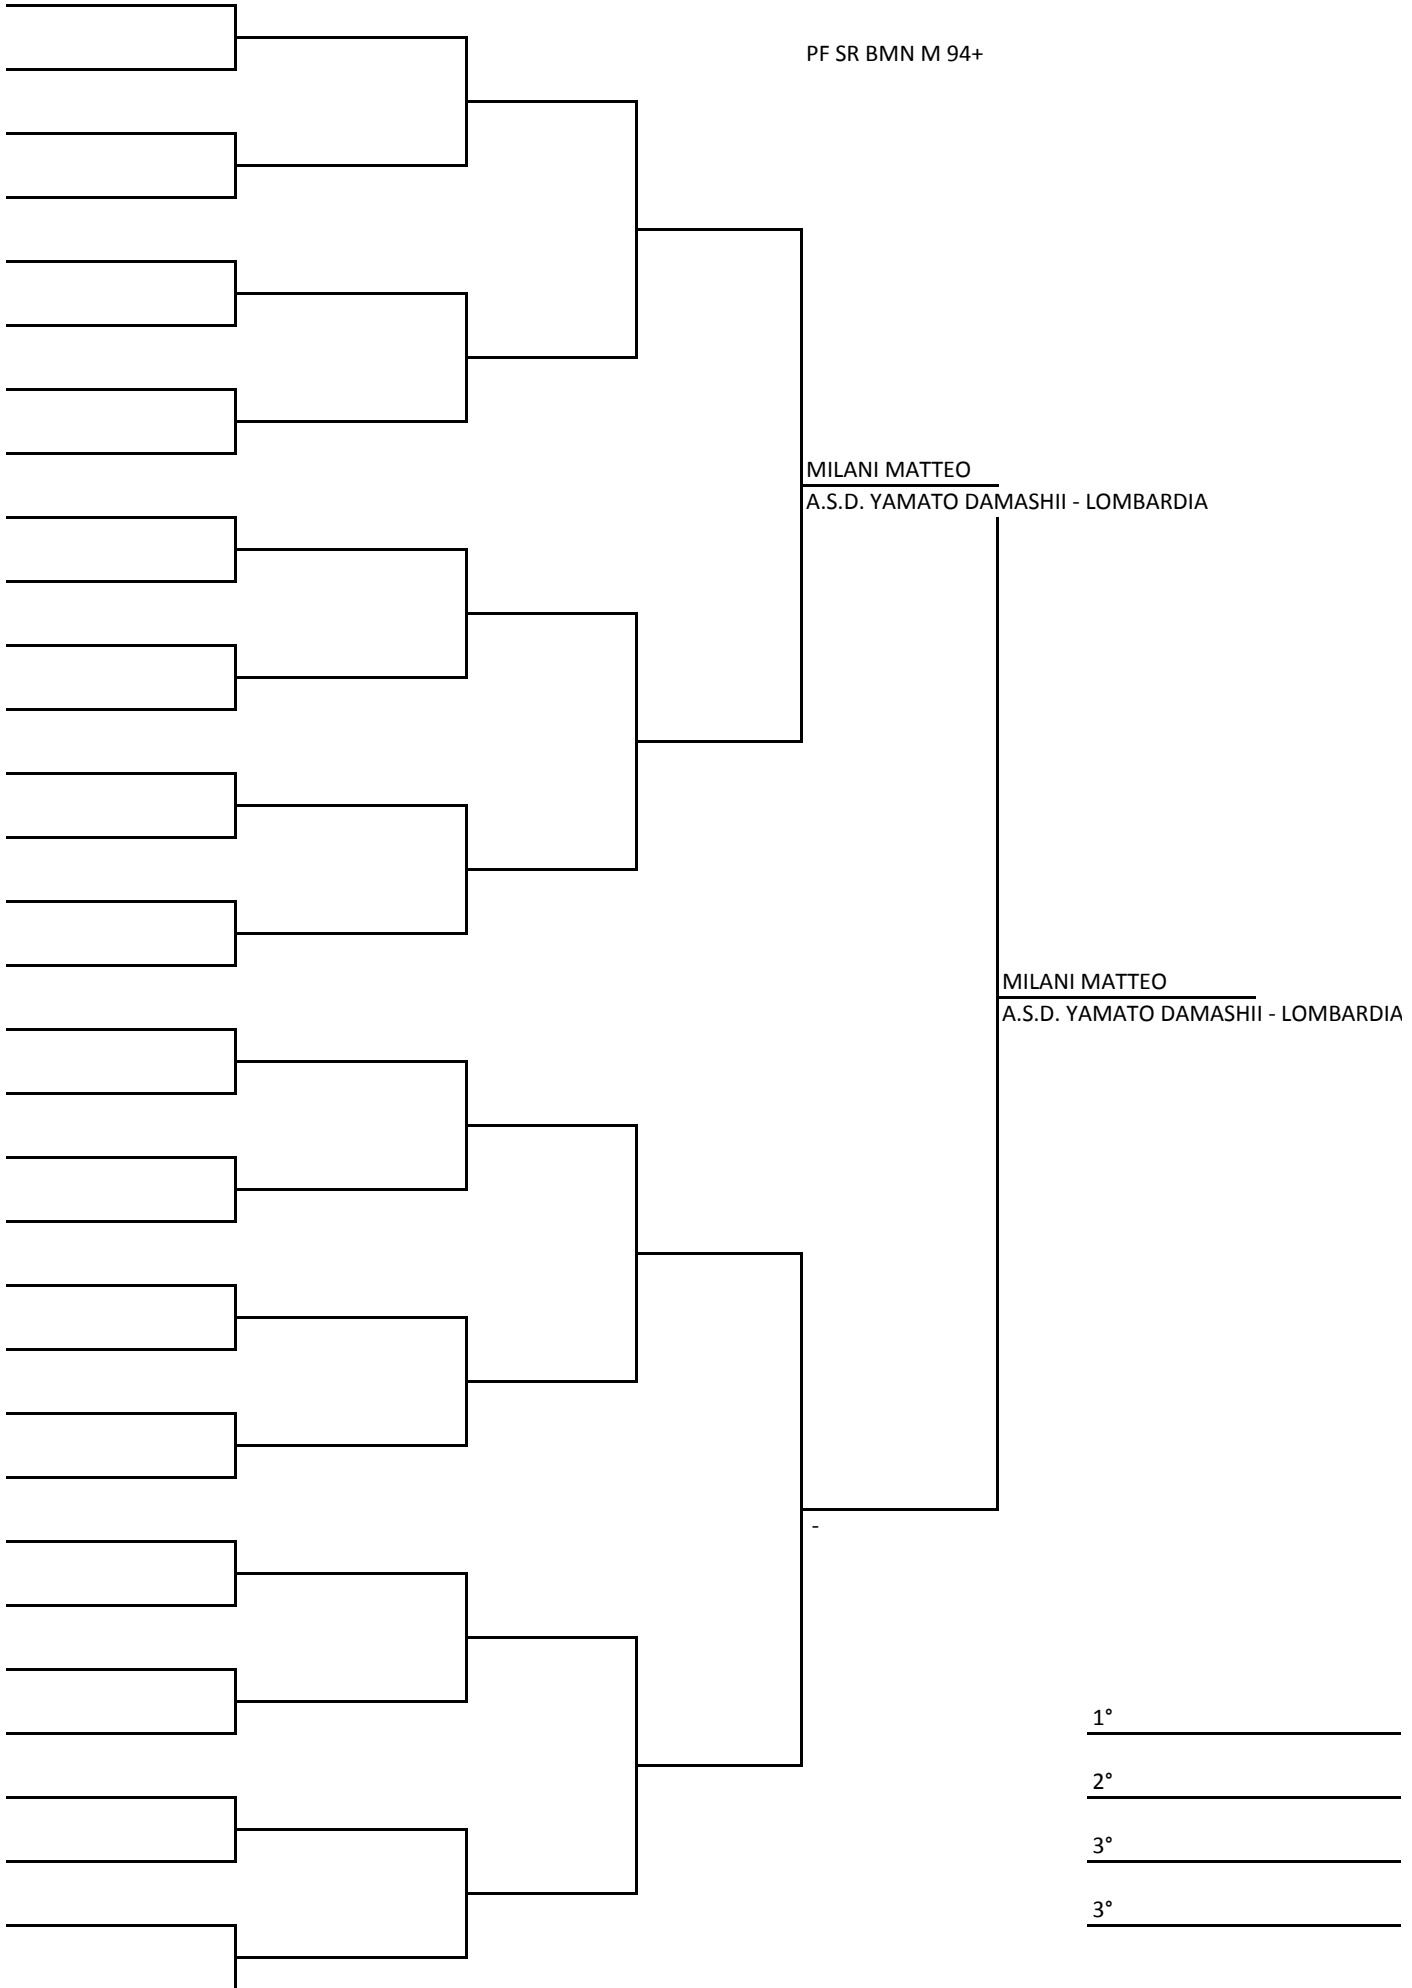 PF SR BMN M 94+
MILANI MATTEO
A.S.D. YAMATO DAMASHII - LOMBARDIA
MILANI MATTEO
A.S.D. YAMATO DAMASHII - LOMBARDIA
-
1°
2°
3°
3°